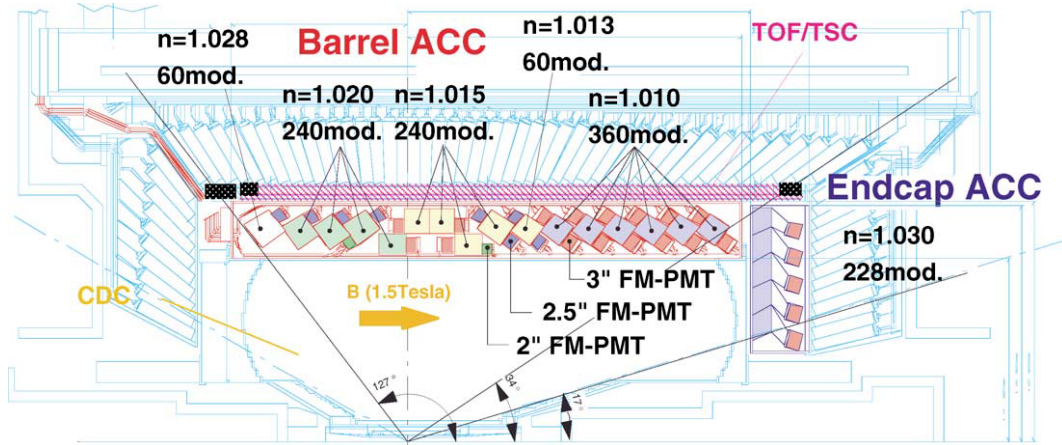 n=1.028
60mod.
Barrel ACC
n=1.013
60mod.
TOF/TSC
n=1.020
240mod.
n=1.015
240mod.
n=1.010
360mod.
Endcap ACC
n=1.030
228mod.
CDC
B (1.5Tesla)
3" FM-PMT
2.5" FM-PMT
2" FM-PMT
127°
34°
17°